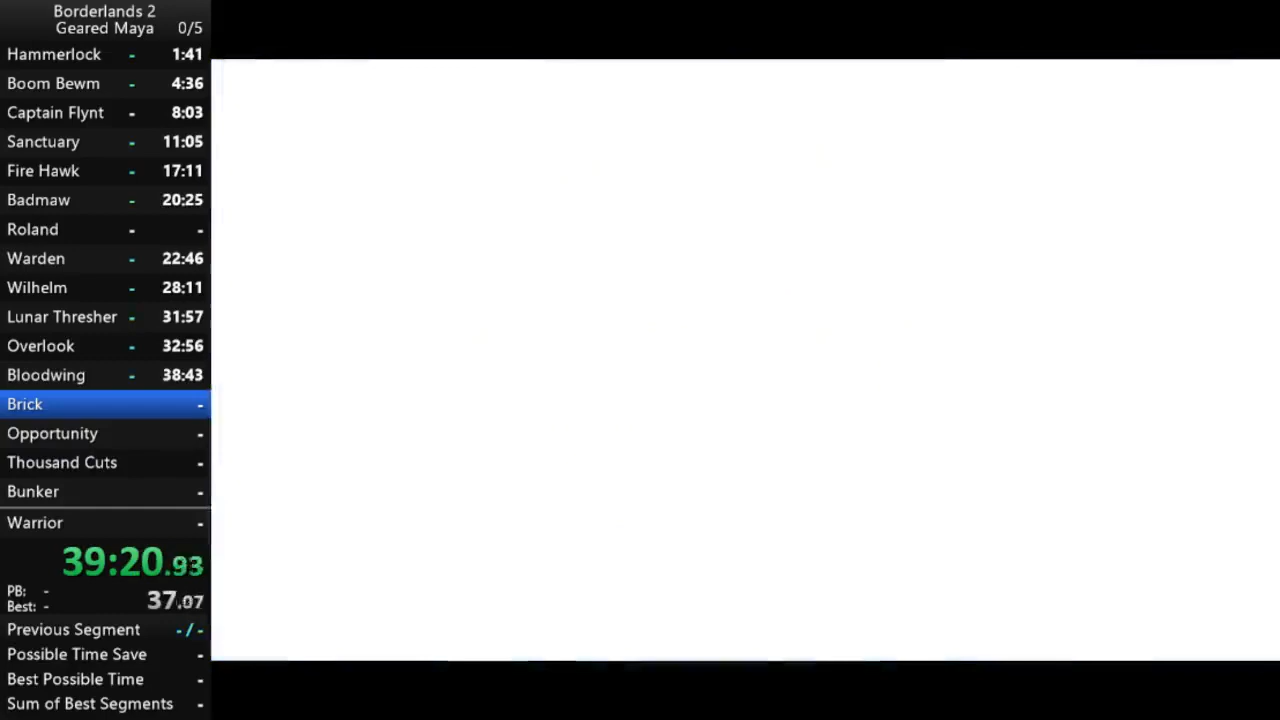 Borderlands 2
Geared Maya 0/5
Hammerlock - 1:41
Boom Bewm - 4:36
Captain Flynt - 8:03
Sanctuary - 11:05
Fire Hawk - 17:11
Badmaw - 20:25
Roland - -
Warden - 22:46
Wilhelm - 28:11
Lunar Thresher - 31:57
Overlook - 32:56
Bloodwing - 38:43
Brick -
Opportunity -
Thousand Cuts -
Bunker -
Warrior -
39:20.93
PB: - 37.07
Best: -
Previous Segment - / -
Possible Time Save -
Best Possible Time -
Sum of Best Segments -